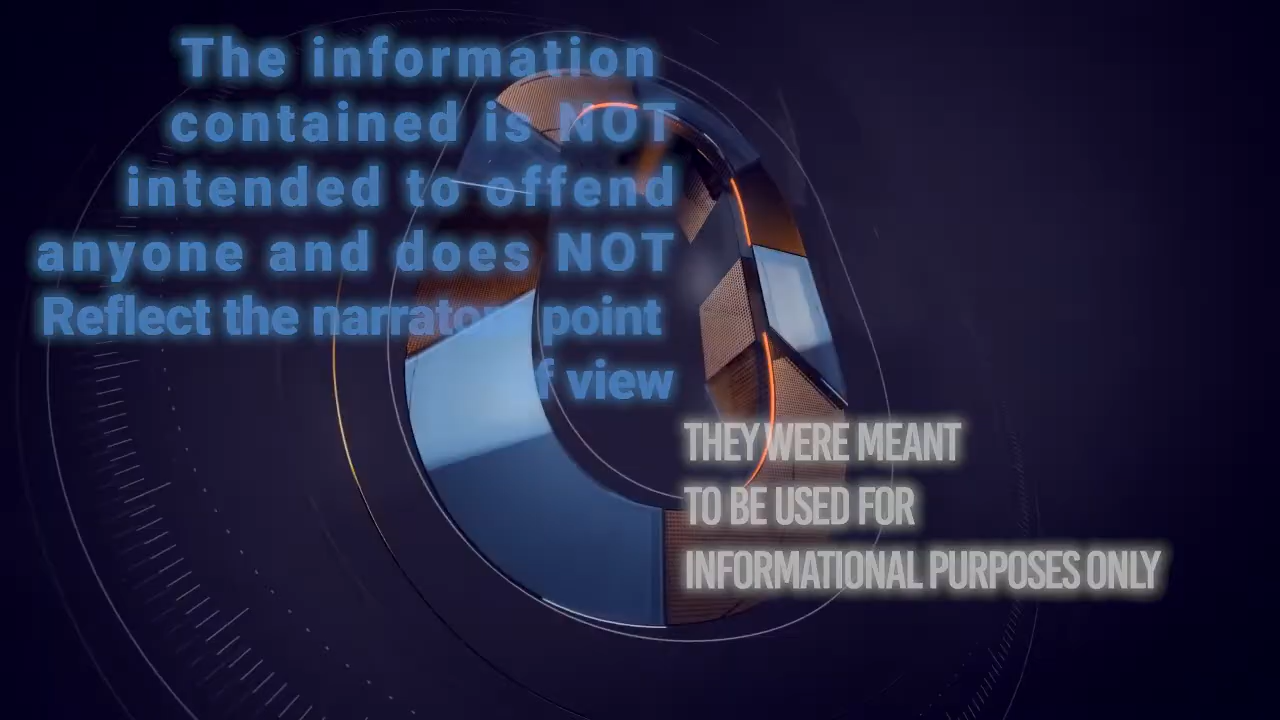 The information
contained is NOT
intended to offend
anyone and does NOT
Reflect the narrator point
f view
THEY WERE MEANT
TO BE USED FOR
INFORMATIONAL PURPOSES ONLY